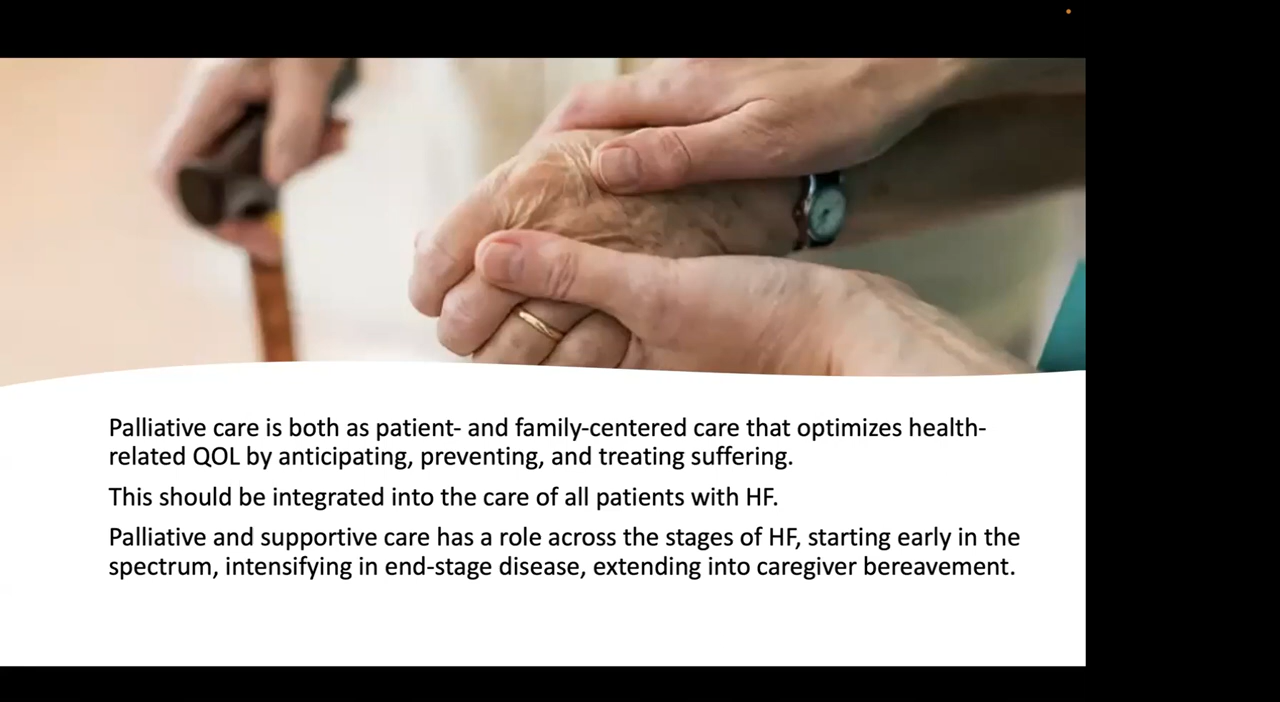 Palliative care is both as patient- and family-centered care that optimizes health-
related QOL by anticipating, preventing, and treating suffering.
This should be integrated into the care of all patients with HF.
Palliative and supportive care has a role across the stages of HF, starting early in the
spectrum, intensifying in end-stage disease, extending into caregiver bereavement.